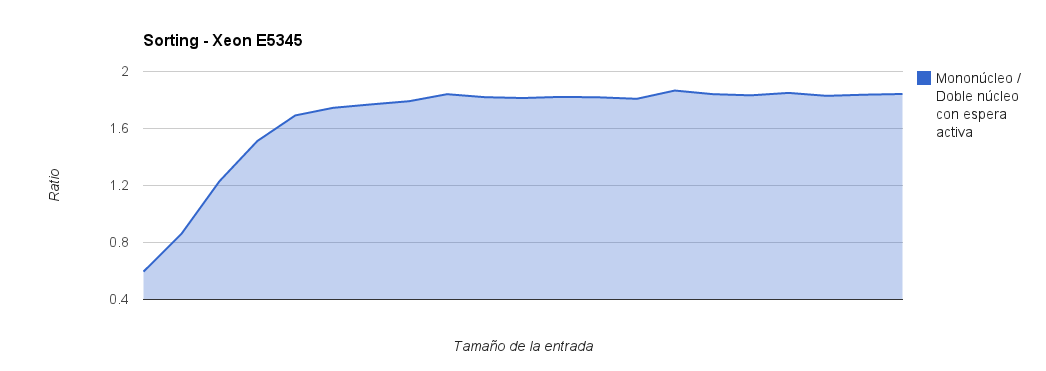 Sorting - Xeon E5345
2
1.6
1.2
0.8
0.4
Ratio
Tamaño de la entrada
Mononúcleo /
Doble núcleo
con espera
activa